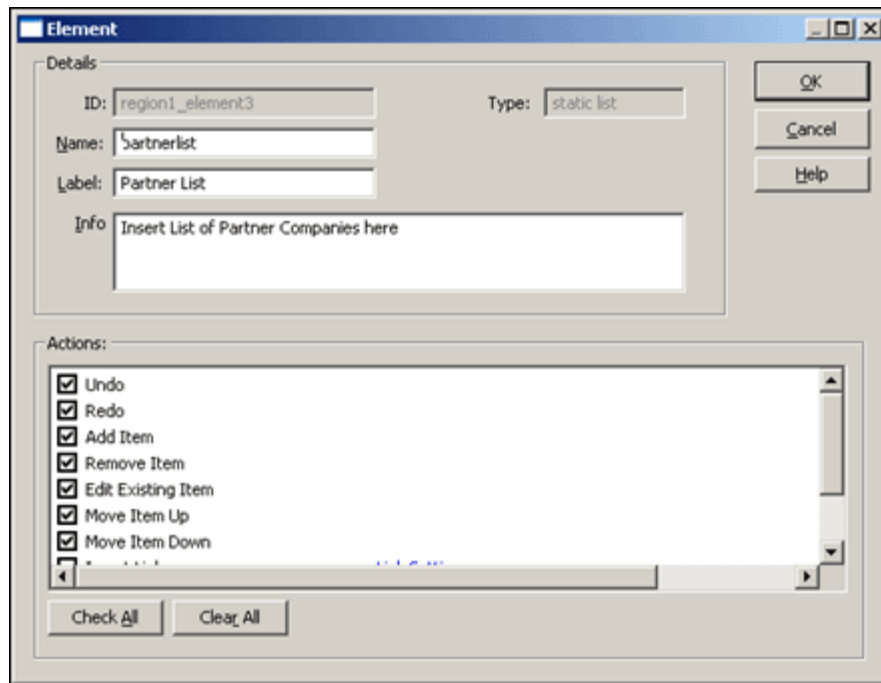 Element
Details
ID: region1_element3 Type: static list
OK
Name: partnerlist
Cancel
Label: Partner List
Help
Info Insert List of Partner Companies here
Actions:
Undo
Redo
Add Item
Remove Item
Edit Existing Item
Move Item Up
Move Item Down
Check All Clear All